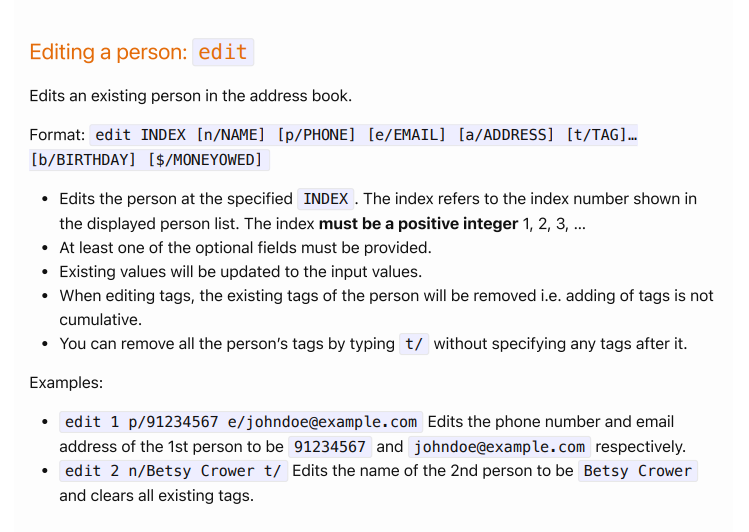 Editing a person: edit
Edits an existing person in the address book.
Format: edit INDEX [n/NAME] [p/PHONE] [e/EMAIL] [a/ADDRESS] [t/TAG]…
[b/BIRTHDAY] [$/MONEYOWED]
• Edits the person at the specified INDEX. The index refers to the index number shown in
the displayed person list. The index must be a positive integer 1, 2, 3, …
• At least one of the optional fields must be provided.
• Existing values will be updated to the input values.
• When editing tags, the existing tags of the person will be removed i.e. adding of tags is not
cumulative.
• You can remove all the person’s tags by typing t/ without specifying any tags after it.
Examples:
• edit 1 p/91234567 e/johndoe@example.com Edits the phone number and email
address of the 1st person to be 91234567 and johndoe@example.com respectively.
• edit 2 n/Betsy Crower t/ Edits the name of the 2nd person to be Betsy Crower
and clears all existing tags.